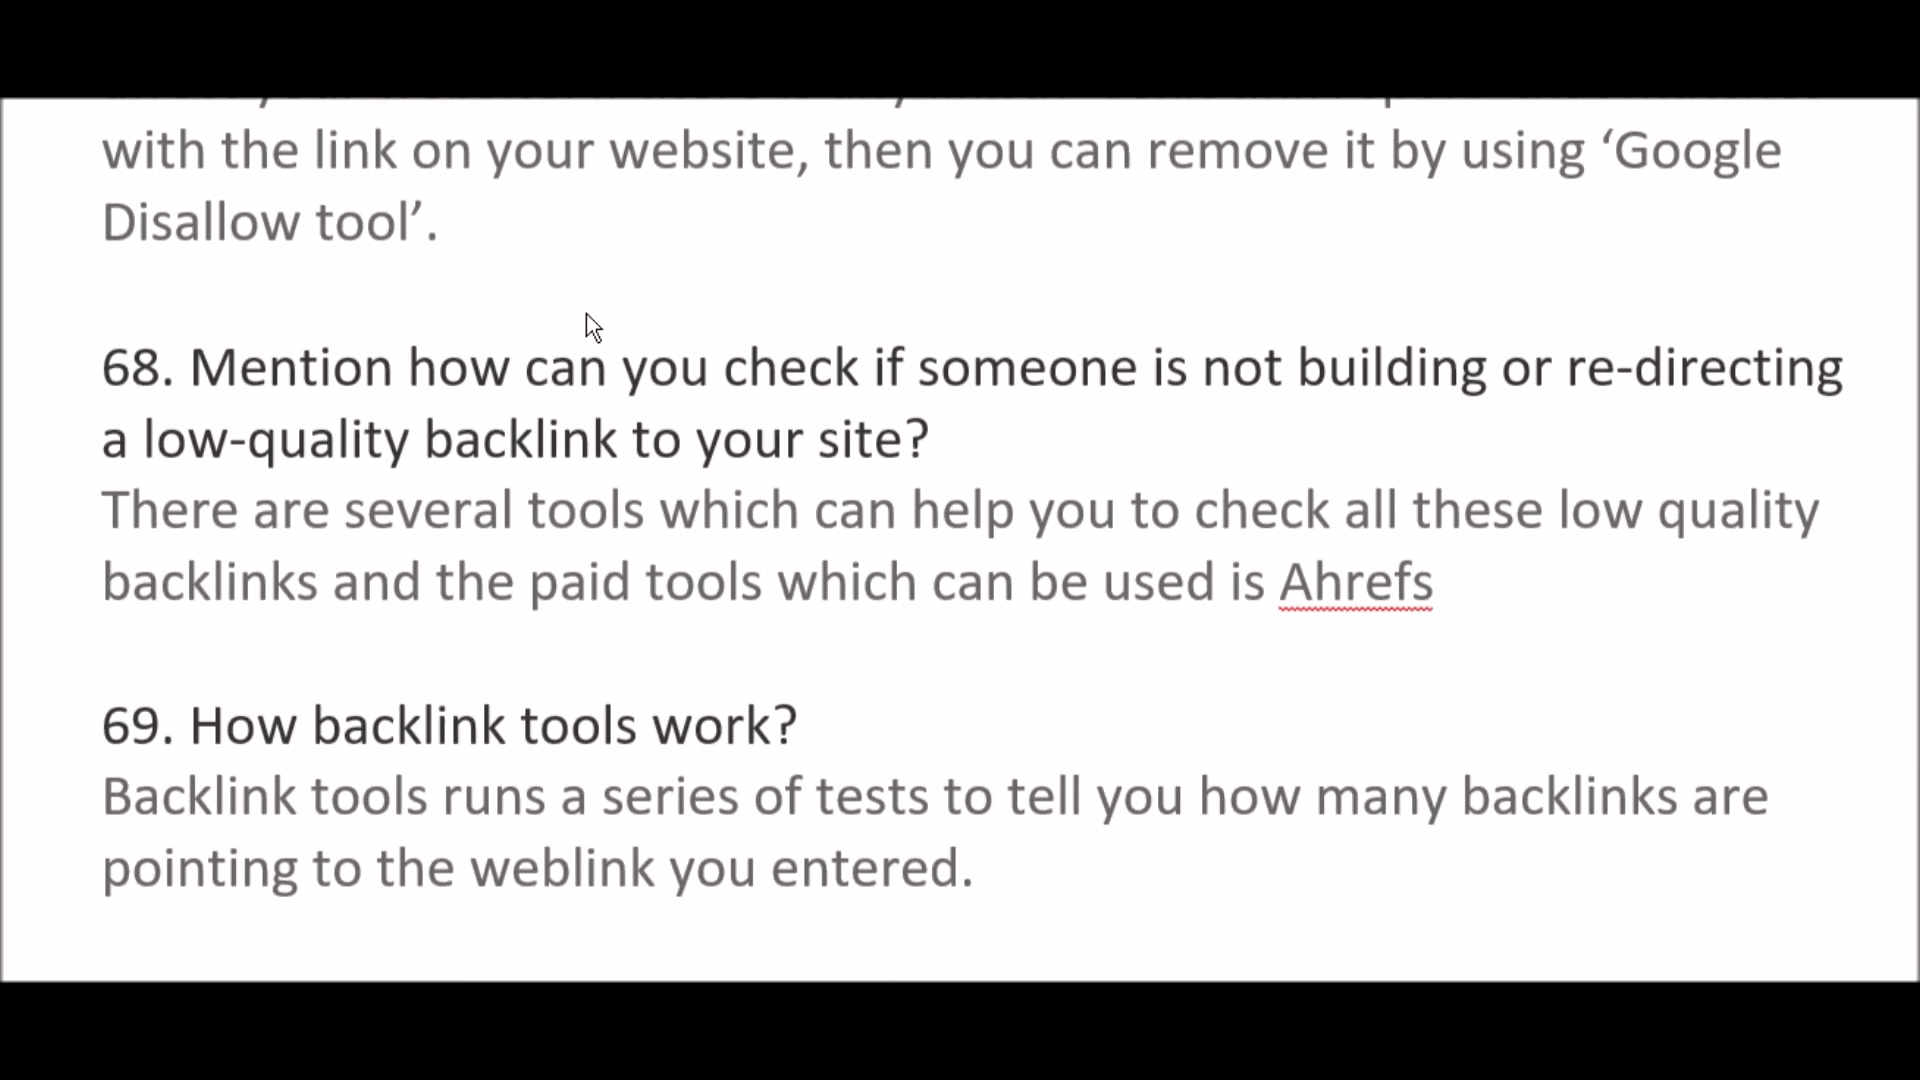 with the link on your website, then you can remove it by using ‘Google
Disallow tool’.
68. Mention how can you check if someone is not building or re-directing
a low-quality backlink to your site?
There are several tools which can help you to check all these low quality
backlinks and the paid tools which can be used is Ahrefs
69. How backlink tools work?
Backlink tools runs a series of tests to tell you how many backlinks are
pointing to the weblink you entered.